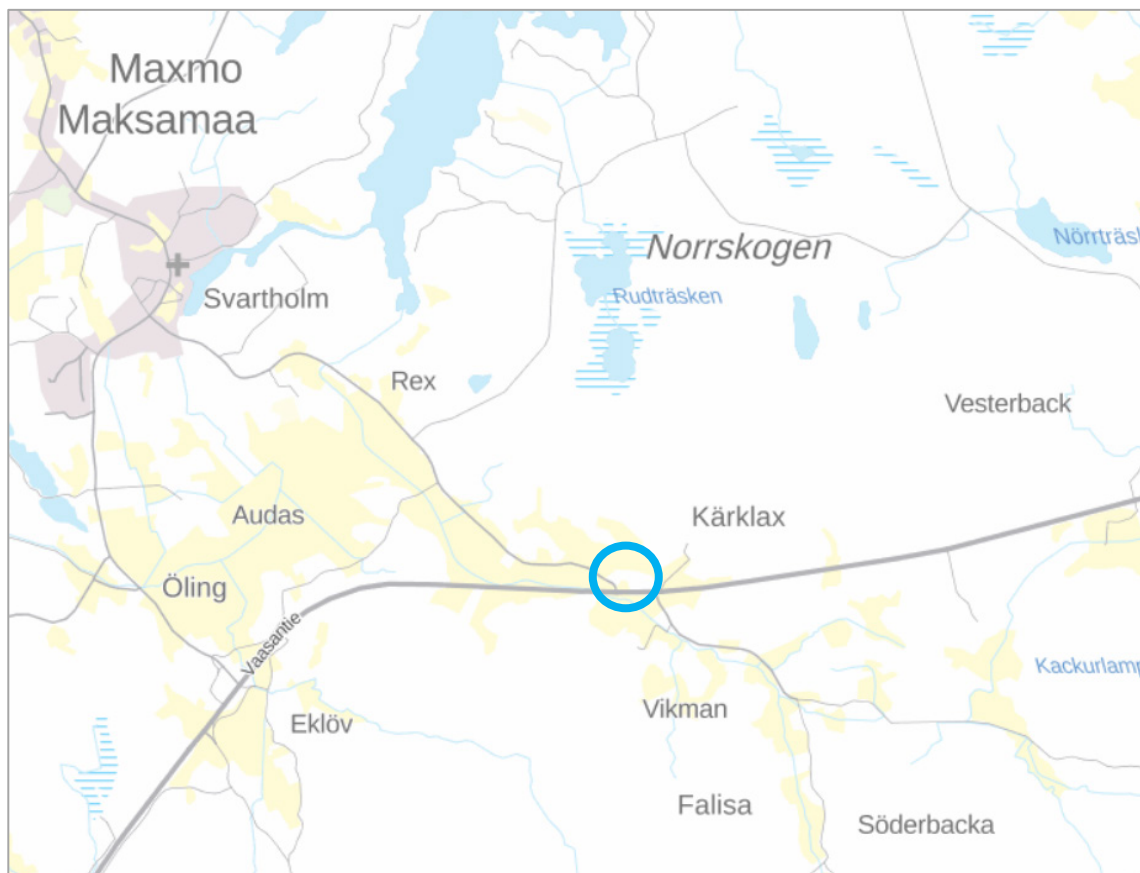 Maxmo
Maksamaa
Norrskogen
Nörrträsk
Svartholm
Rudträsken
Rex
Vesterback
Audas
Kärklax
Öling
Vaasantie
Kackurlamp
Eklöv
Vikman
Falisa
Söderbacka